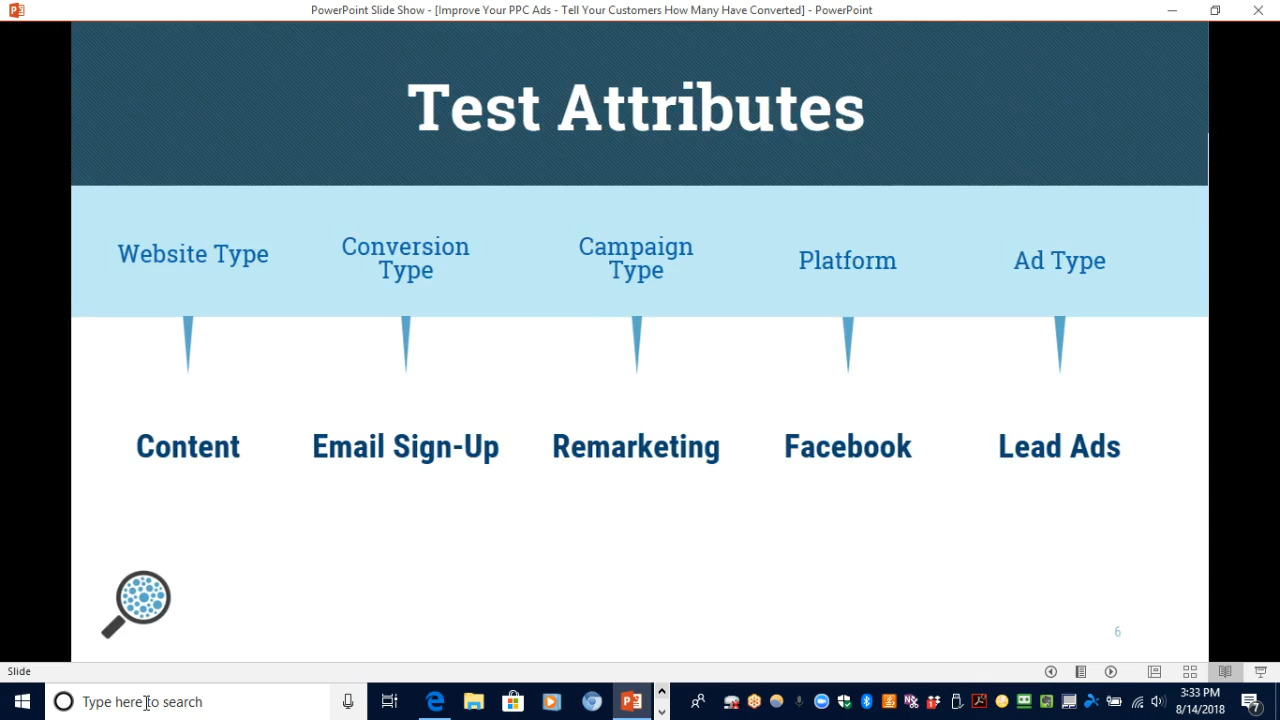 PowerPoint Slide Show - [Improve Your PPC Ads - Tell Your Customers How Many Have Converted] - PowerPoint
Test Attributes
Website Type
Conversion
Type
Campaign
Type
Platform
Ad Type
Content
Email Sign-Up
Remarketing
Facebook
Lead Ads
6
Slide
Type here to search
3:33 PM
8/14/2018
7